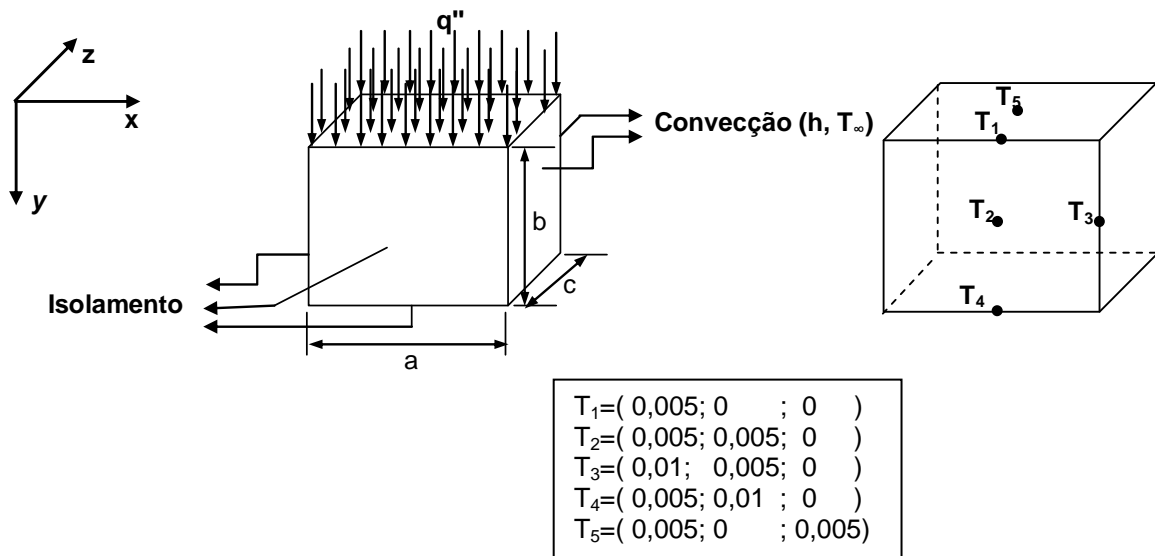 q"
z
x
y
Convecção (h, T∞)
b
c
a
Isolamento
T5
T1
T2
T3
T4
T1=( 0,005; 0 ; 0 )
T2=( 0,005; 0,005; 0 )
T3=( 0,01; 0,005; 0 )
T4=( 0,005; 0,01 ; 0 )
T5=( 0,005; 0 ; 0,005)